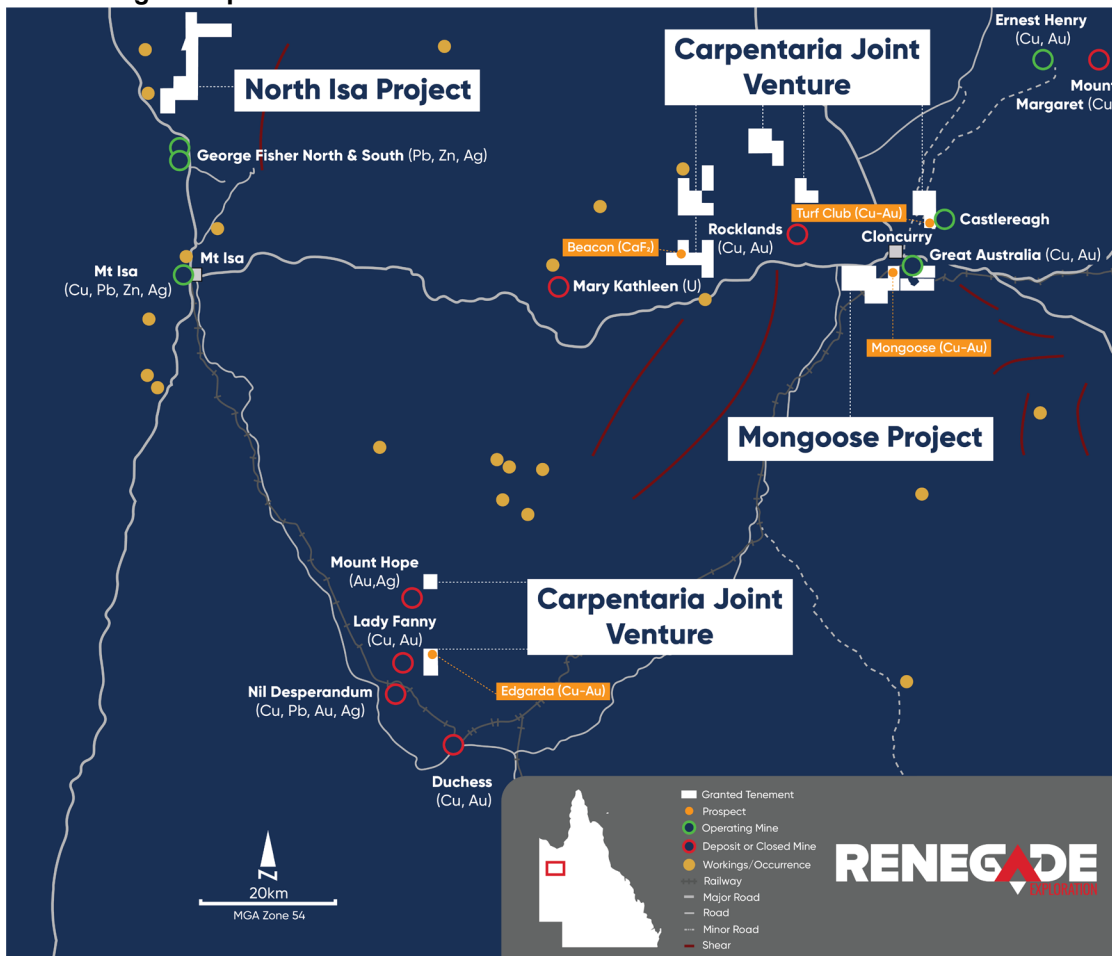 North Isa Project
George Fisher North & South (Pb, Zn, Ag)
Mt Isa
Mt Isa
(Cu, Pb, Zn, Ag)
Carpentaria Joint
Venture
Ernest Henry
(Cu, Au)
Mount
Margaret (Cu
Turf Club (Cu-Au)
Castlereagh
Rocklands
(Cu, Au)
Cloncurry
Beacon (CaF₂)
Great Australia (Cu, Au)
Mary Kathleen (U)
Mongoose (Cu-Au)
Mongoose Project
Mount Hope
(Au,Ag)
Carpentaria Joint
Venture
Lady Fanny
(Cu, Au)
Nil Desperandum
(Cu, Pb, Au, Ag)
Edgarda (Cu-Au)
Duchess
(Cu, Au)
N
20km
MGA Zone 54
Granted Tenement
Prospect
Operating Mine
Deposit or Closed Mine
Workings/Occurrence
Railway
Major Road
Road
Minor Road
Shear
RENEGADE
EXPLORATION